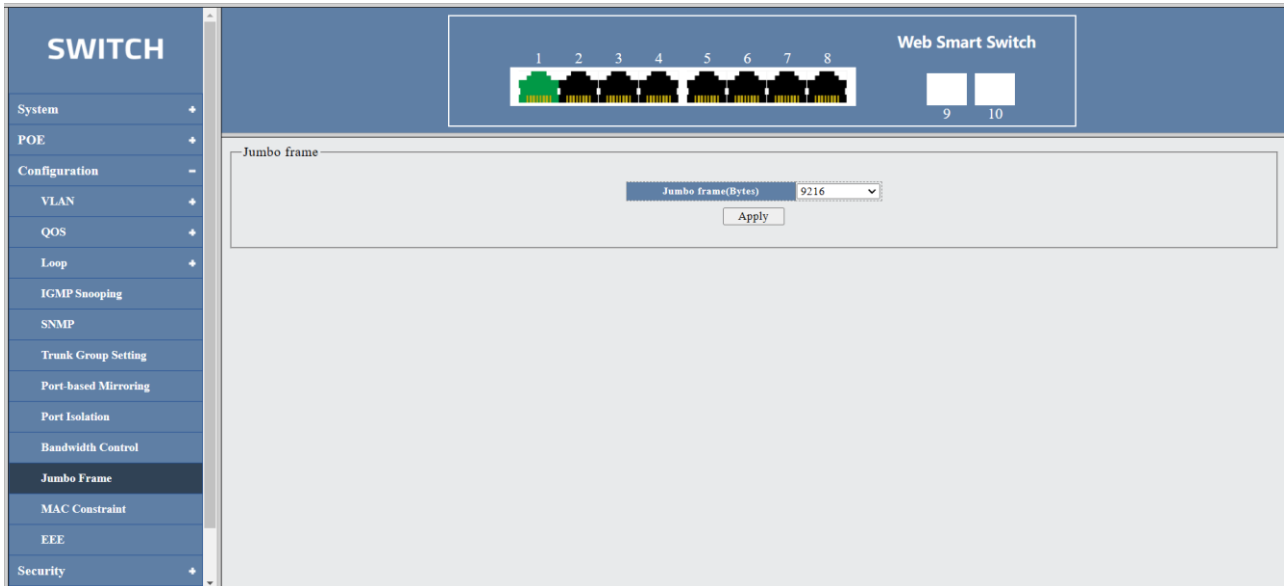 SWITCH
System
POE
Configuration
VLAN
QOS
Loop
IGMP Snooping
SNMP
Trunk Group Setting
Port-based Mirroring
Port Isolation
Bandwidth Control
Jumbo Frame
MAC Constraint
EEE
Security
Web Smart Switch
1 2 3 4 5 6 7 8
9 10
Jumbo frame
Jumbo frame(Bytes) 9216
Apply